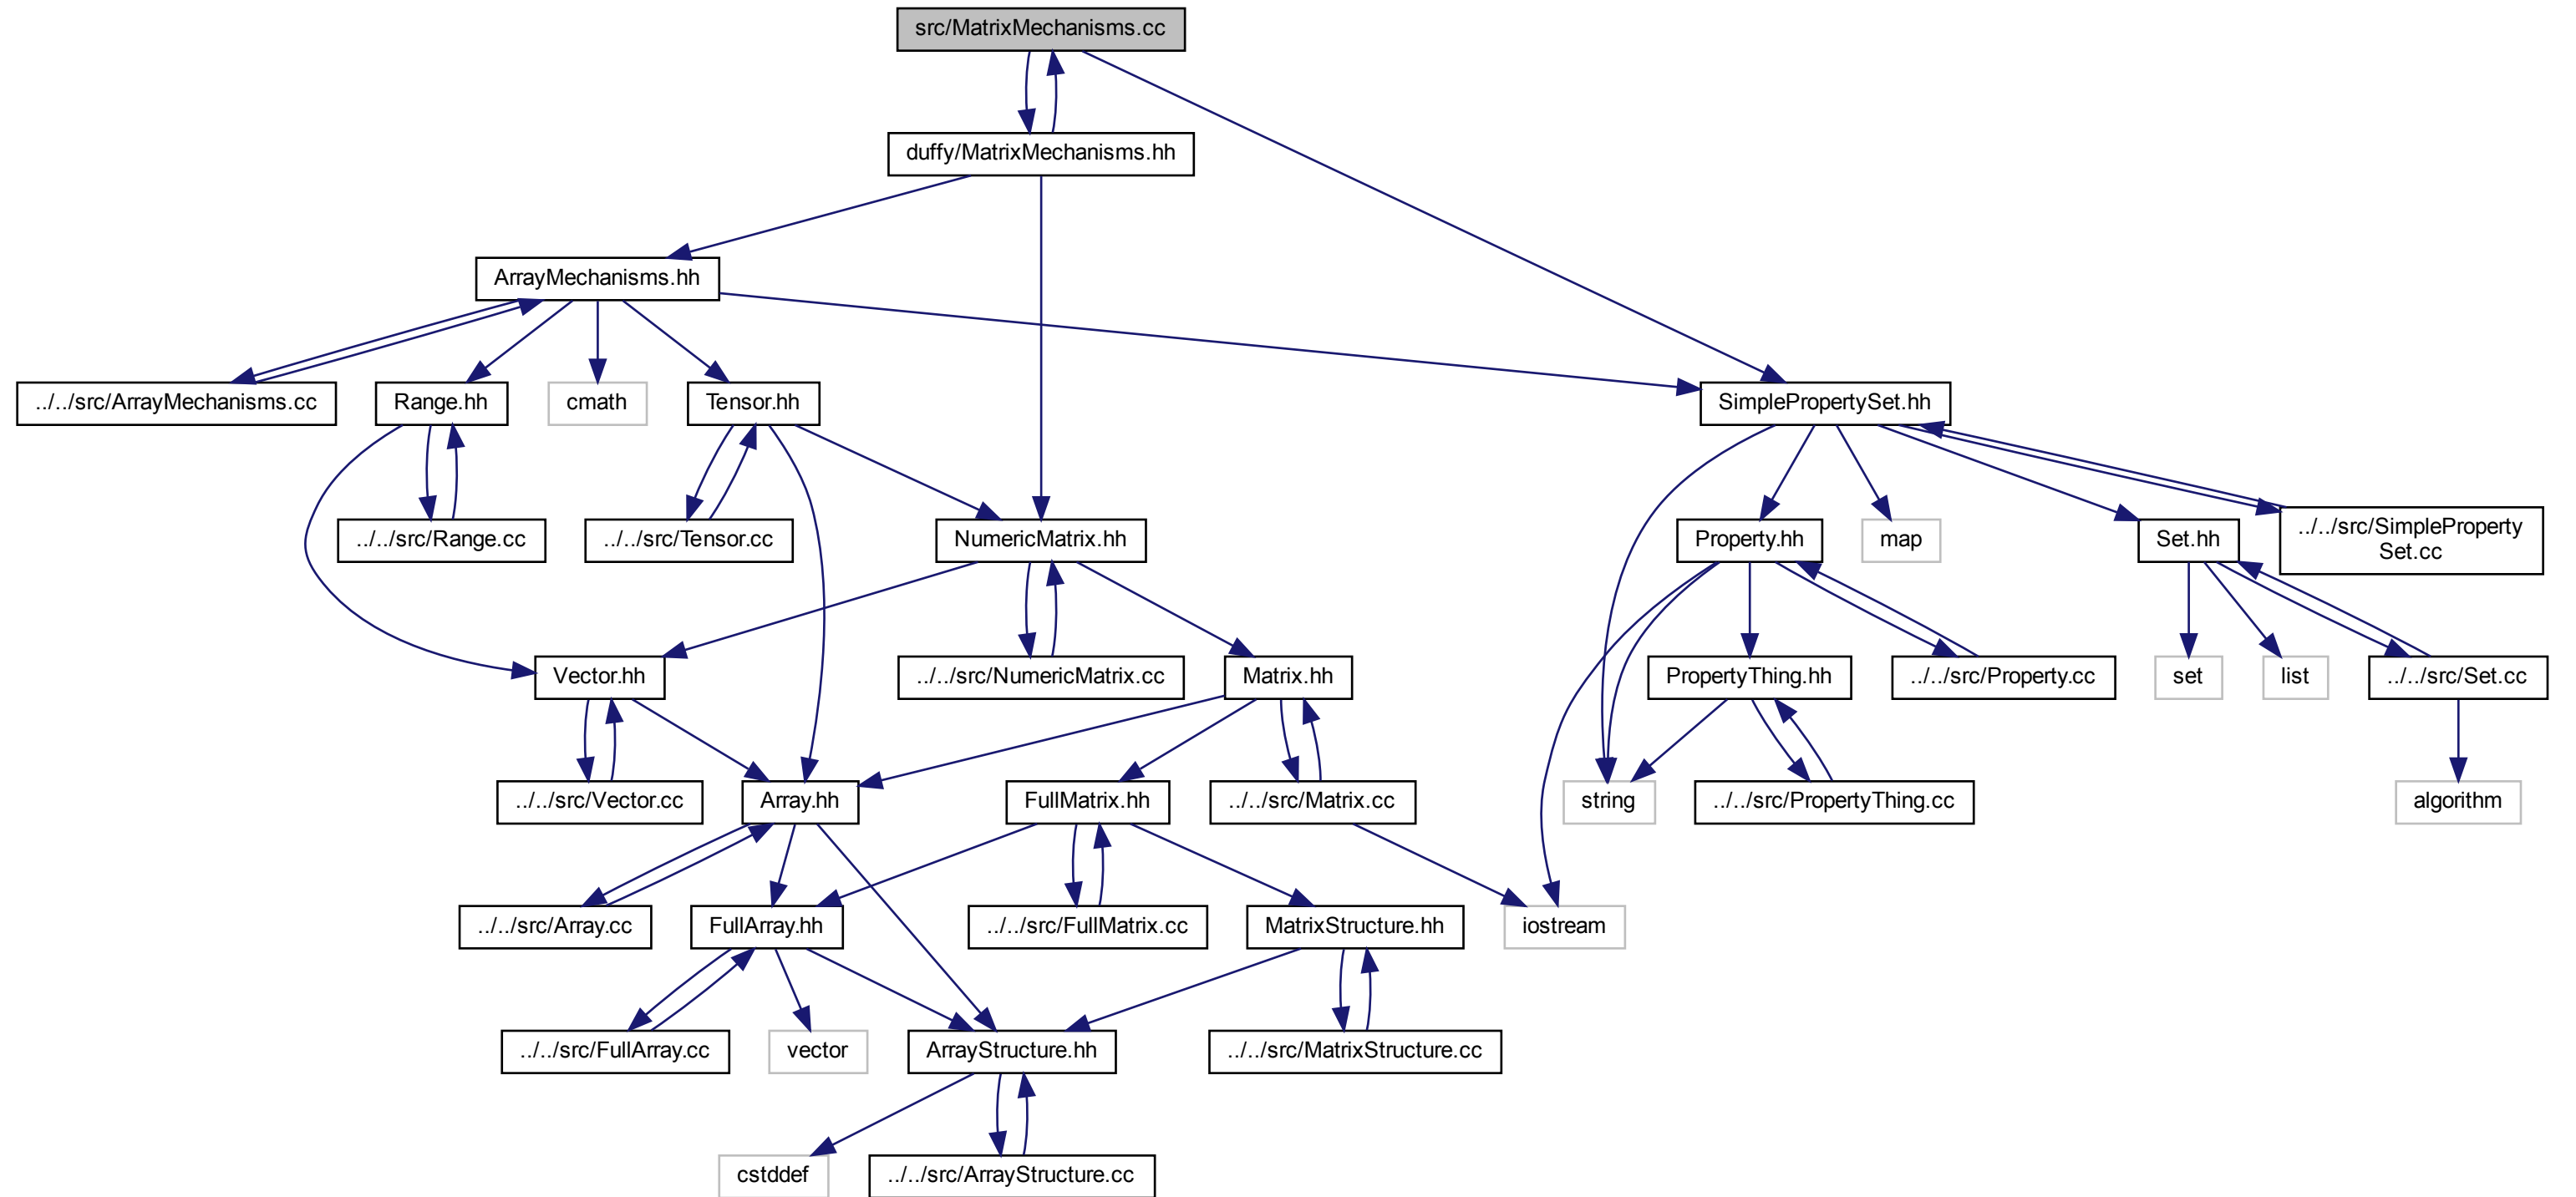 src/MatrixMechanisms.cc
duffy/MatrixMechanisms.hh
ArrayMechanisms.hh
../../src/ArrayMechanisms.cc
Range.hh
cmath
Tensor.hh
SimplePropertySet.hh
../../src/Range.cc
../../src/Tensor.cc
NumericMatrix.hh
Property.hh
map
Set.hh
../../src/SimpleProperty
Set.cc
Vector.hh
../../src/NumericMatrix.cc
Matrix.hh
PropertyThing.hh
../../src/Property.cc
set
list
../../src/Set.cc
../../src/Vector.cc
Array.hh
FullMatrix.hh
../../src/Matrix.cc
string
../../src/PropertyThing.cc
algorithm
../../src/Array.cc
FullArray.hh
../../src/FullMatrix.cc
MatrixStructure.hh
iostream
../../src/FullArray.cc
vector
ArrayStructure.hh
../../src/MatrixStructure.cc
cstddef
../../src/ArrayStructure.cc